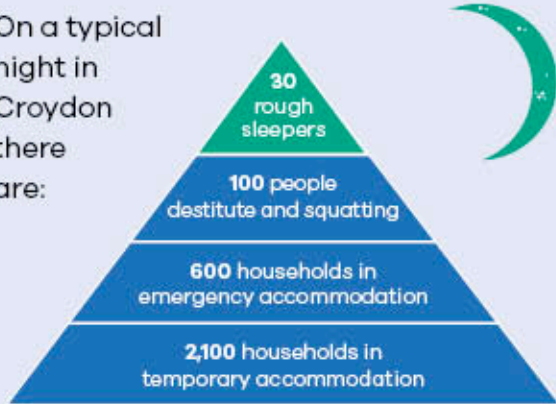 On a typical
night in
Croydon
there
are:
30
rough
sleepers
100 people
destitute and squatting
600 households in
emergency accommodation
2,100 households in
temporary accommodation